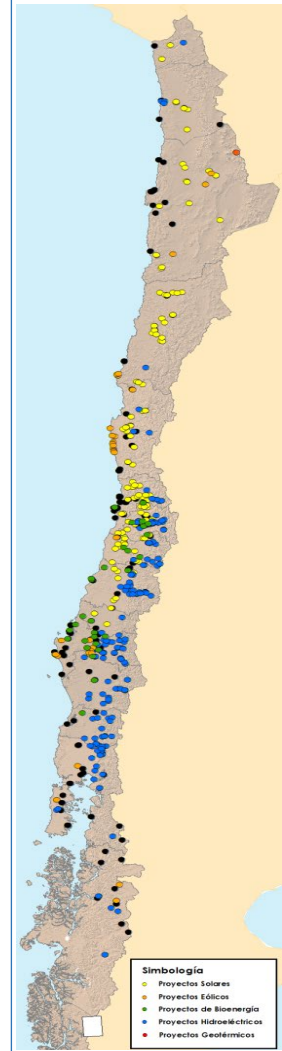 Simbología
Proyectos Solares
Proyectos Eólicos
Proyectos de Bioenergía
Proyectos Hidroeléctricos
Proyectos Geotérmicos